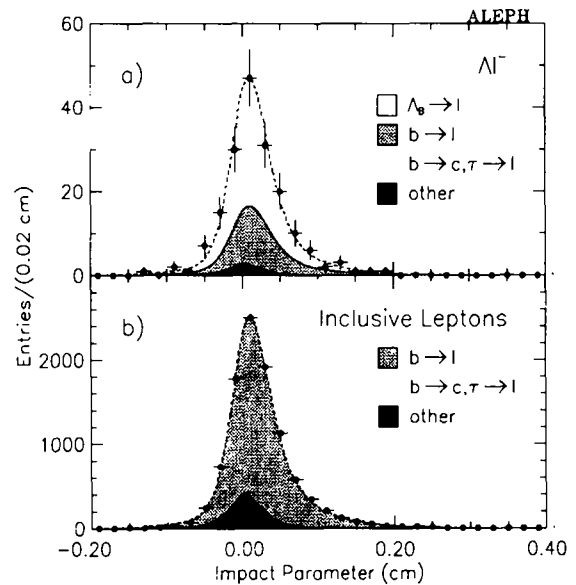 ALEPH
60
a)
Λl⁻
Λ_B→l
40
b→l
b→c,τ→l
20
other
0
Entries/(0.02 cm)
b)
Inclusive Leptons
2000
b→l
b→c,τ→l
1000
other
0
−0.20
0.00
0.20
0.40
Impact Parameter (cm)